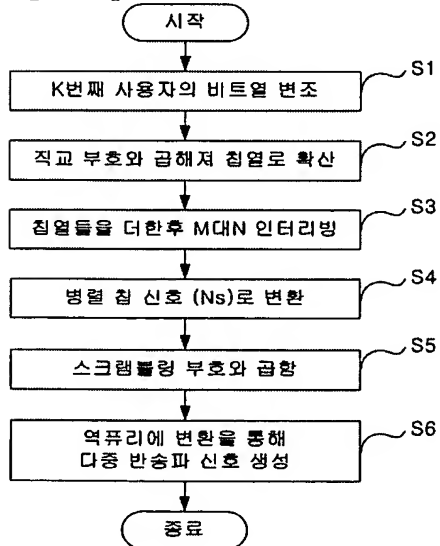 시작
K번째 사용자의 비트열 변조
S1
직교 부호와 곱해져 칩열로 확산
S2
칩열들을 더한후 M대N 인터리빙
S3
병렬 칩 신호 (Ns)로 변환
S4
스크램블링 부호와 곱함
S5
역퓨리에 변환을 통해
다중 반송파 신호 생성
S6
종료